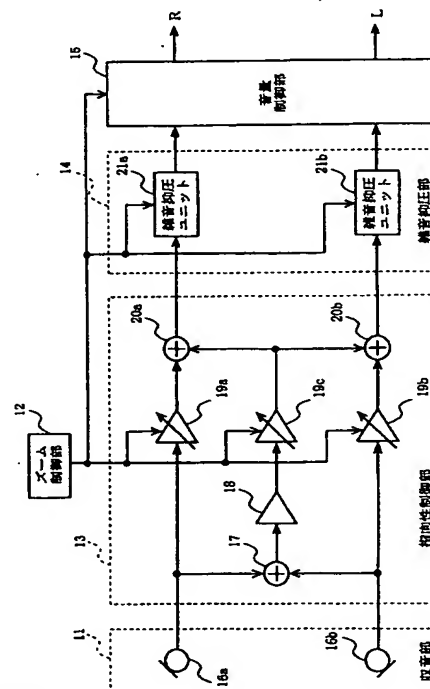 15
音量
制御部
R
L
14
21a
雑音抑圧
ユニット
21b
雑音抑圧
ユニット
雑音抑圧部
20a
20b
12
ズーム
制御部
13
19a
19c
19b
18
17
指向性制御部
11
16a
16b
収音部